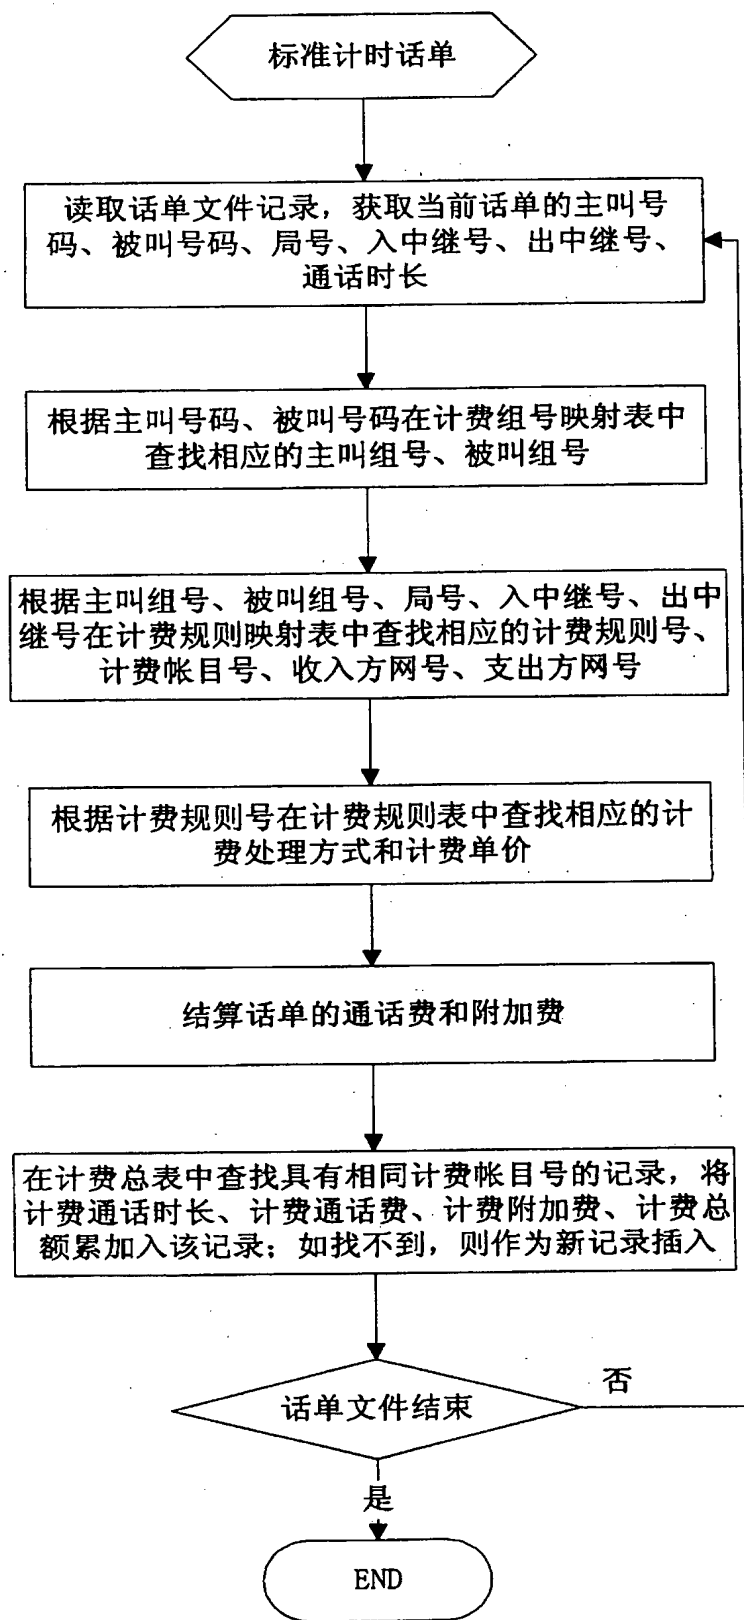 标准计时话单
读取话单文件记录，获取当前话单的主叫号
码、被叫号码、局号、入中继号、出中继号、
通话时长
根据主叫号码、被叫号码在计费组号映射表中
查找相应的主叫组号、被叫组号
根据主叫组号、被叫组号、局号、入中继号、出中
继号在计费规则映射表中查找相应的计费规则号、
计费帐目号、收入方网号、支出方网号
根据计费规则号在计费规则表中查找相应的计
费处理方式和计费单价
结算话单的通话费和附加费
在计费总表中查找具有相同计费帐目号的记录，将
计费通话时长、计费通话费、计费附加费、计费总
额累加入该记录；如找不到，则作为新记录插入
话单文件结束
否
是
END